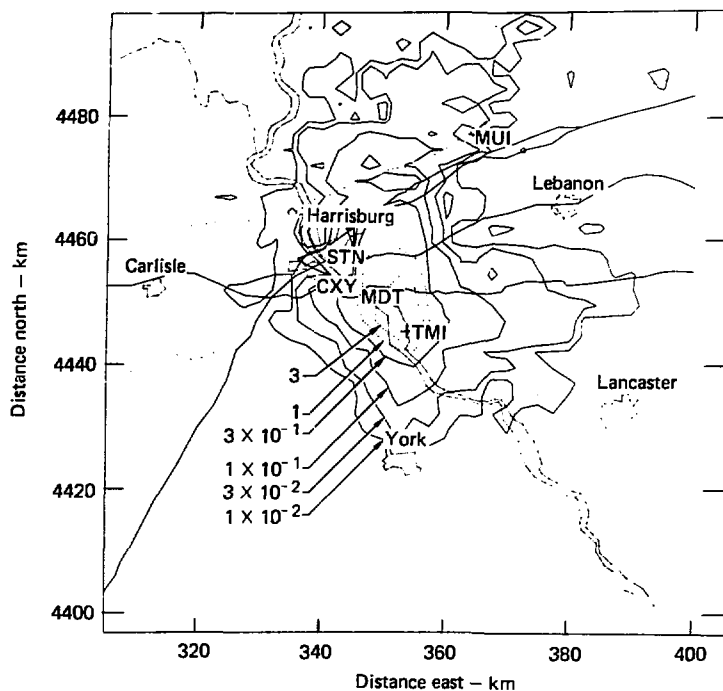 4480
MUI
Lebanon
Harrisburg
4460
STN
Carlisle
CXY
MDT
TMI
4440
3
Lancaster
1
3 × 10⁻¹
York
1 × 10⁻¹
3 × 10⁻²
4420
1 × 10⁻²
4400
320
340
360
380
400
Distance east – km
Distance north – km